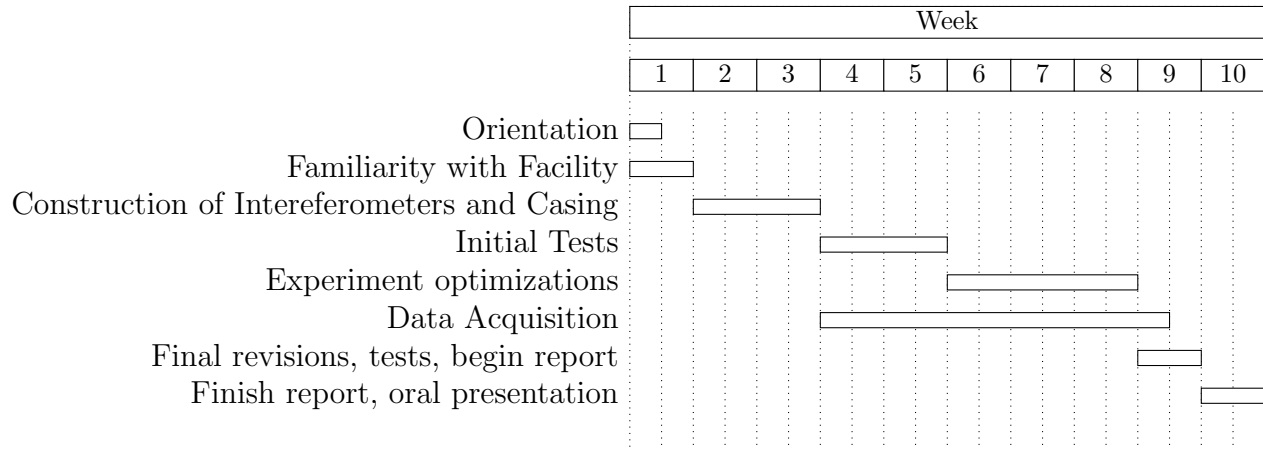 Week
1 2 3 4 5 6 7 8 9 10
Orientation
Familiarity with Facility
Construction of Intereferometers and Casing
Initial Tests
Experiment optimizations
Data Acquisition
Final revisions, tests, begin report
Finish report, oral presentation